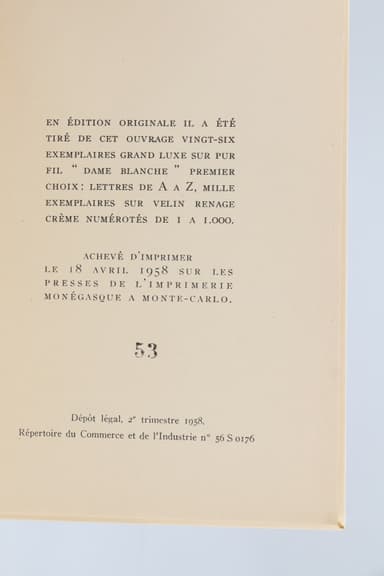 EN ÉDITION ORIGINALE IL A ÉTÉ
TIRÉ DE CET OUVRAGE VINGT-SIX
EXEMPLAIRES GRAND LUXE SUR PUR
FIL " DAME BLANCHE " PREMIER
CHOIX : LETTRES DE A A Z, MILLE
EXEMPLAIRES SUR VELIN RENAGE
CRÈME NUMÉROTÉS DE 1 A 1.000.
ACHEVÉ D'IMPRIMER
LE 18 AVRIL 1958 SUR LES
PRESSES DE L'IMPRIMERIE
MONÉGASQUE A MONTE-CARLO.
53
Dépôt légal, 2e trimestre 1958.
Répertoire du Commerce et de l'Industrie no 56 S 0176